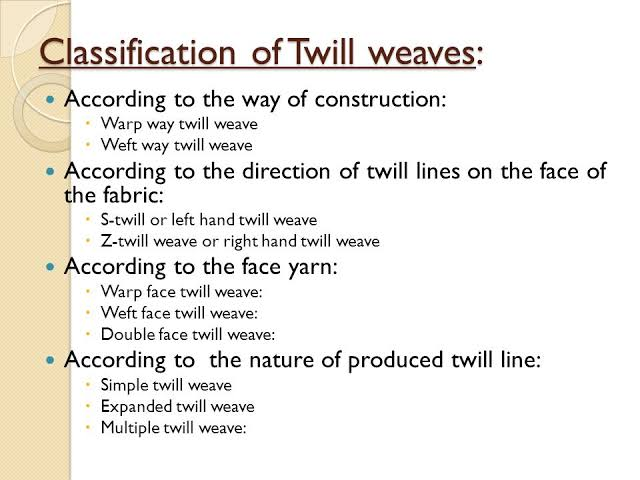 Classification of Twill weaves:
According to the way of construction:
Warp way twill weave
Weft way twill weave
According to the direction of twill lines on the face of
the fabric:
S-twill or left hand twill weave
Z-twill weave or right hand twill weave
According to the face yarn:
Warp face twill weave:
Weft face twill weave:
Double face twill weave:
According to  the nature of produced twill line:
Simple twill weave
Expanded twill weave
Multiple twill weave: